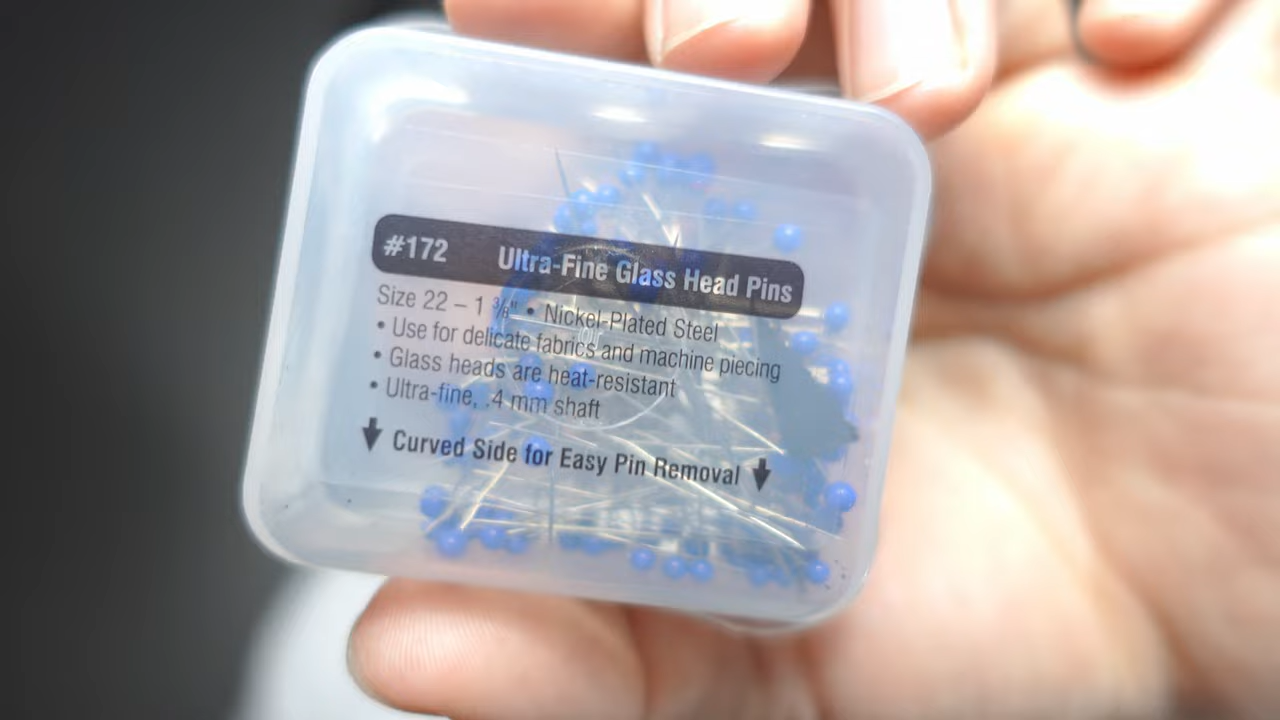 #172 Ultra-Fine Glass Head Pins
Size 22 – 1 ⅜" • Nickel-Plated Steel
• Use for delicate fabrics and machine piecing
• Glass heads are heat-resistant
• Ultra-fine, .4 mm shaft
Curved Side for Easy Pin Removal